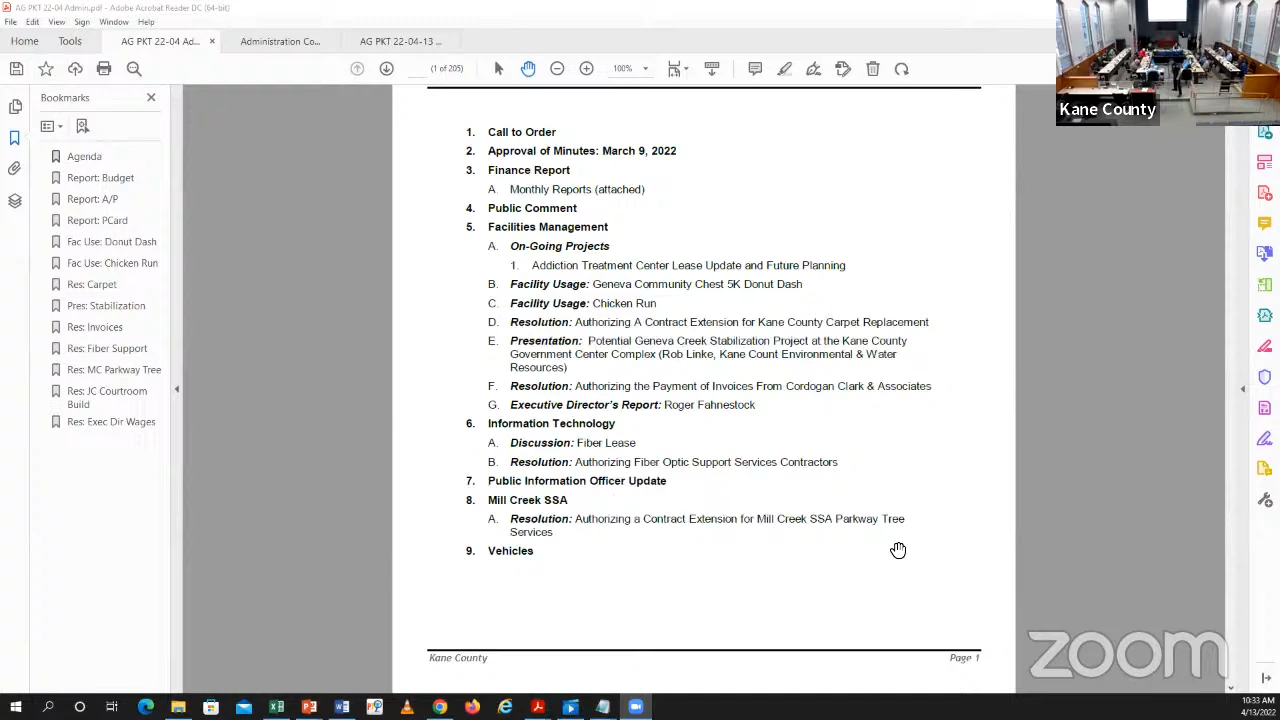 AG PKT 22-04 Admin.pdf - Adobe Acrobat Reader DC (64-bit)
File Edit View Sign Window Help
Home Tools AG PKT 22-04 Ad... × Administration Co... AG PKT 22-04-13 ...
(1 of 205) 100%
Kane County
Bookmarks
Agenda
Report: Budget
Report: A/P
Report: PCard
Fac Use: Donut Dash
Fac Use: Chicken Run
Res: Carpet
Pres: Stabilization
Res: Invoices
Res: Fiber Support
Res: MC Parkway Tree
Res: JC Courtroom
Build
Res: Exec Dir Wages
1. Call to Order
2. Approval of Minutes: March 9, 2022
3. Finance Report
A. Monthly Reports (attached)
4. Public Comment
5. Facilities Management
A. On-Going Projects
1. Addiction Treatment Center Lease Update and Future Planning
B. Facility Usage: Geneva Community Chest 5K Donut Dash
C. Facility Usage: Chicken Run
D. Resolution: Authorizing A Contract Extension for Kane County Carpet Replacement
E. Presentation: Potential Geneva Creek Stabilization Project at the Kane County
Government Center Complex (Rob Linke, Kane Count Environmental & Water
Resources)
F. Resolution: Authorizing the Payment of Invoices From Cordogan Clark & Associates
G. Executive Director's Report: Roger Fahnestock
6. Information Technology
A. Discussion: Fiber Lease
B. Resolution: Authorizing Fiber Optic Support Services Contractors
7. Public Information Officer Update
8. Mill Creek SSA
A. Resolution: Authorizing a Contract Extension for Mill Creek SSA Parkway Tree
Services
9. Vehicles
Kane County Page 1
zoom
10:33 AM
4/13/2022